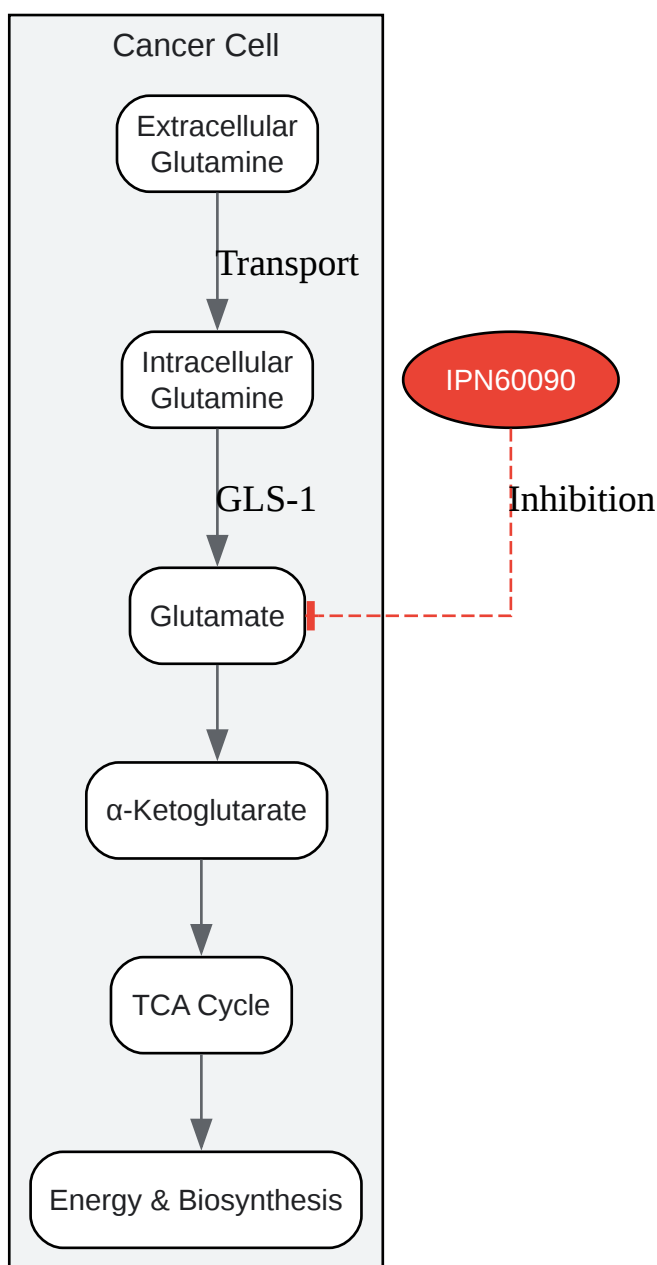 Cancer Cell
Extracellular
Glutamine
Transport
Intracellular
Glutamine
IPN60090
GLS-1
Inhibition
Glutamate
α-Ketoglutarate
TCA Cycle
Energy & Biosynthesis